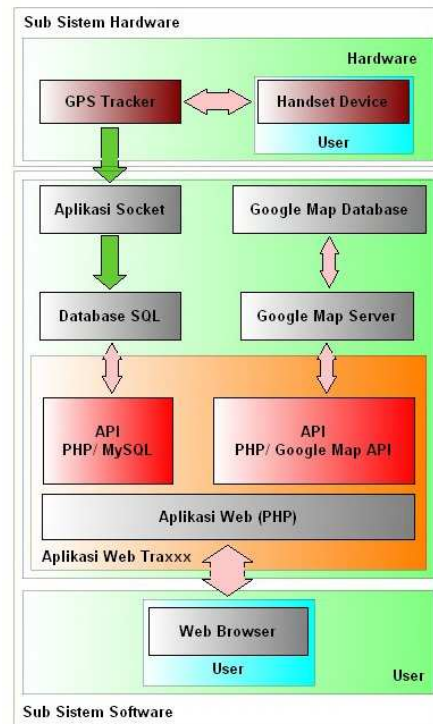 Sub Sistem Hardware
Hardware
GPS Tracker
Handset Device
User
Aplikasi Socket
Google Map Database
Database SQL
Google Map Server
API
PHP/ MySQL
API
PHP/ Google Map API
Aplikasi Web (PHP)
Aplikasi Web Traxxx
Web Browser
User
User
Sub Sistem Software